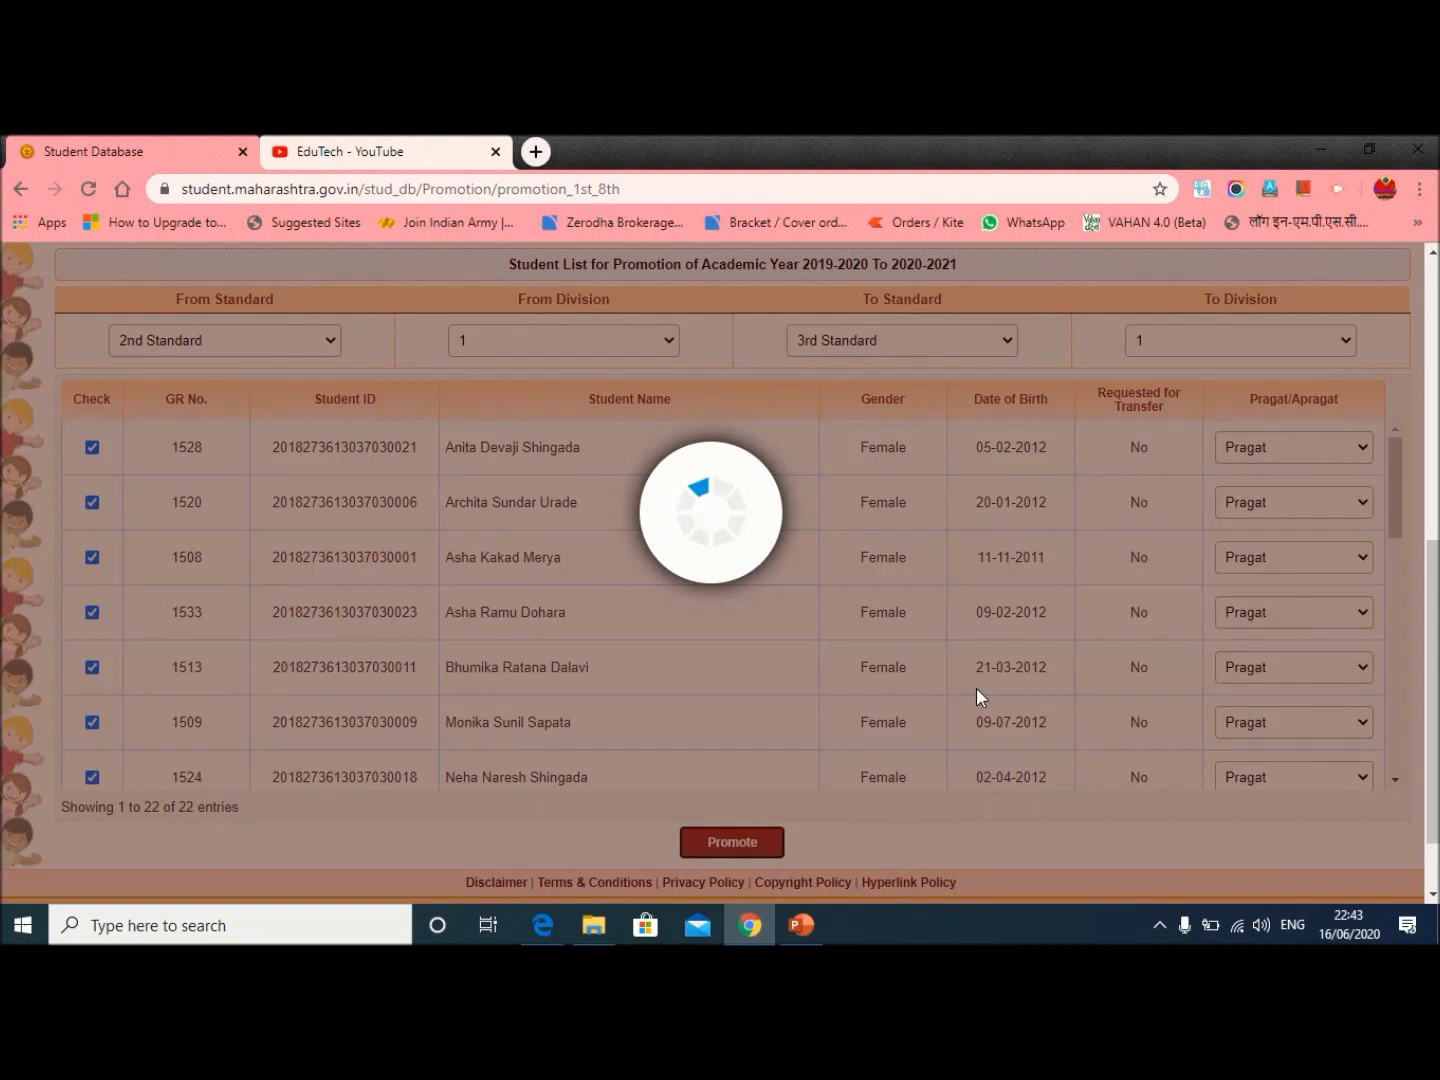 Student Database
EduTech - YouTube
student.maharashtra.gov.in/stud_db/Promotion/promotion_1st_8th
Apps How to Upgrade to... Suggested Sites Join Indian Army |... Zerodha Brokerage... Bracket / Cover ord... Orders / Kite WhatsApp VAHAN 4.0 (Beta) लॉग इन-एम.पी.एस.सी.... »
Student List for Promotion of Academic Year 2019-2020 To 2020-2021
From Standard From Division To Standard To Division
2nd Standard 1 3rd Standard 1
Check GR No. Student ID Student Name Gender Date of Birth Requested for Transfer Pragat/Apragat
1528 2018273613037030021 Anita Devaji Shingada Female 05-02-2012 No Pragat
1520 2018273613037030006 Archita Sundar Urade Female 20-01-2012 No Pragat
1508 2018273613037030001 Asha Kakad Merya Female 11-11-2011 No Pragat
1533 2018273613037030023 Asha Ramu Dohara Female 09-02-2012 No Pragat
1513 2018273613037030011 Bhumika Ratana Dalavi Female 21-03-2012 No Pragat
1509 2018273613037030009 Monika Sunil Sapata Female 09-07-2012 No Pragat
1524 2018273613037030018 Neha Naresh Shingada Female 02-04-2012 No Pragat
Showing 1 to 22 of 22 entries
Promote
Disclaimer | Terms & Conditions | Privacy Policy | Copyright Policy | Hyperlink Policy
Type here to search
ENG
22:43
16/06/2020